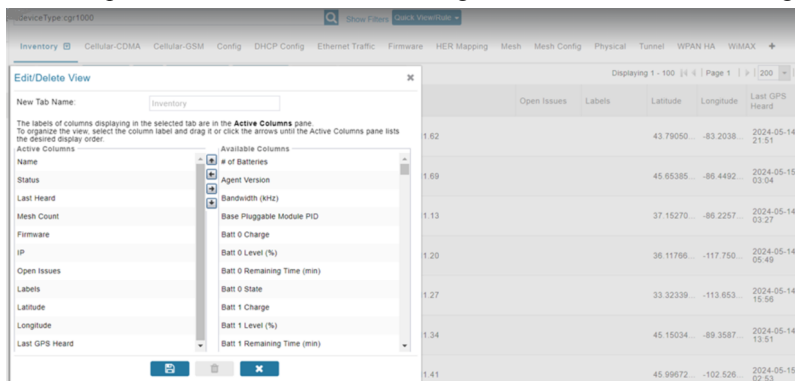 deviceType:cgr1000
Show Filters
Quick View/Rule
Inventory
Cellular-CDMA
Cellular-GSM
Config
DHCP Config
Ethernet Traffic
Firmware
HER Mapping
Mesh
Mesh Config
Physical
Tunnel
WPAN HA
WiMAX
+
Displaying 1 - 100
Page 1
200
Edit/Delete View
New Tab Name:
Inventory
The labels of columns displaying in the selected tab are in the Active Columns pane.
To organize the view, select the column label and drag it or click the arrows until the Active Columns pane lists
the desired display order.
Active Columns
Name
Status
Last Heard
Mesh Count
Firmware
IP
Open Issues
Labels
Latitude
Longitude
Last GPS Heard
Available Columns
# of Batteries
Agent Version
Bandwidth (kHz)
Base Pluggable Module PID
Batt 0 Charge
Batt 0 Level (%)
Batt 0 Remaining Time (min)
Batt 0 State
Batt 1 Charge
Batt 1 Level (%)
Batt 1 Remaining Time (min)
Open Issues
Labels
Latitude
Longitude
Last GPS
Heard
1.62
43.79050...
-83.2038...
2024-05-14
21:51
1.69
45.65385...
-86.4492...
2024-05-15
03:04
1.13
37.15270...
-86.2257...
2024-05-14
03:27
1.20
36.11766...
-117.750...
2024-05-14
05:49
1.27
33.32339...
-113.653...
2024-05-14
15:56
1.34
45.15034...
-89.3587...
2024-05-14
13:51
1.41
45.99672...
-102.526...
2024-05-15
02:53